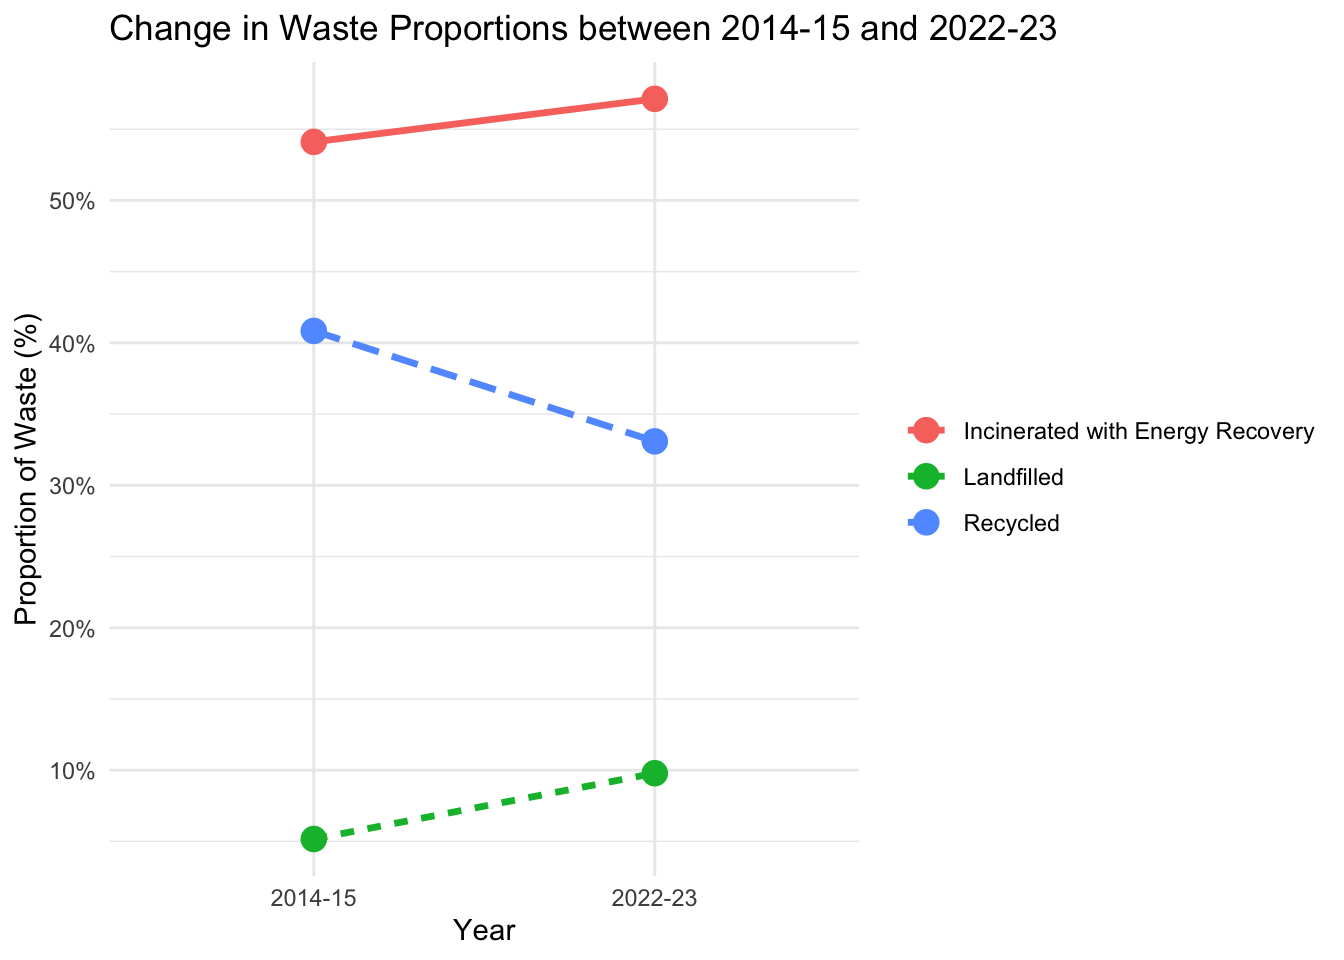 Change in Waste Proportions between 2014-15 and 2022-23
Proportion of Waste (%)
50%
40%
30%
20%
10%
2014-15 2022-23
Year
Incinerated with Energy Recovery
Landfilled
Recycled